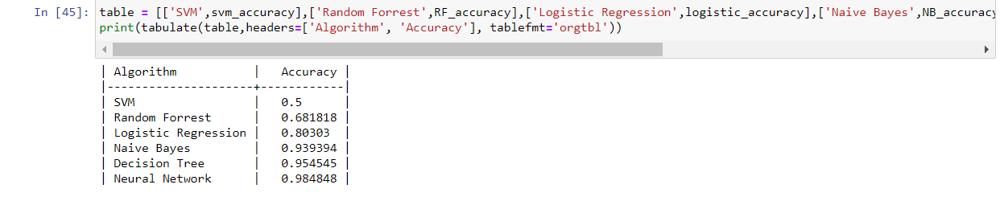 In [45]: table = [['SVM',svm_accuracy],['Random Forrest',RF_accuracy],['Logistic Regression',logistic_accuracy],['Naive Bayes',NB_accuracy
print(tabulate(table,headers=['Algorithm', 'Accuracy'], tablefmt='orgtbl'))
| Algorithm           |   Accuracy |
|---------------------+------------|
| SVM                 |   0.5      |
| Random Forrest      |   0.681818 |
| Logistic Regression |   0.80303  |
| Naive Bayes         |   0.939394 |
| Decision Tree       |   0.954545 |
| Neural Network      |   0.984848 |